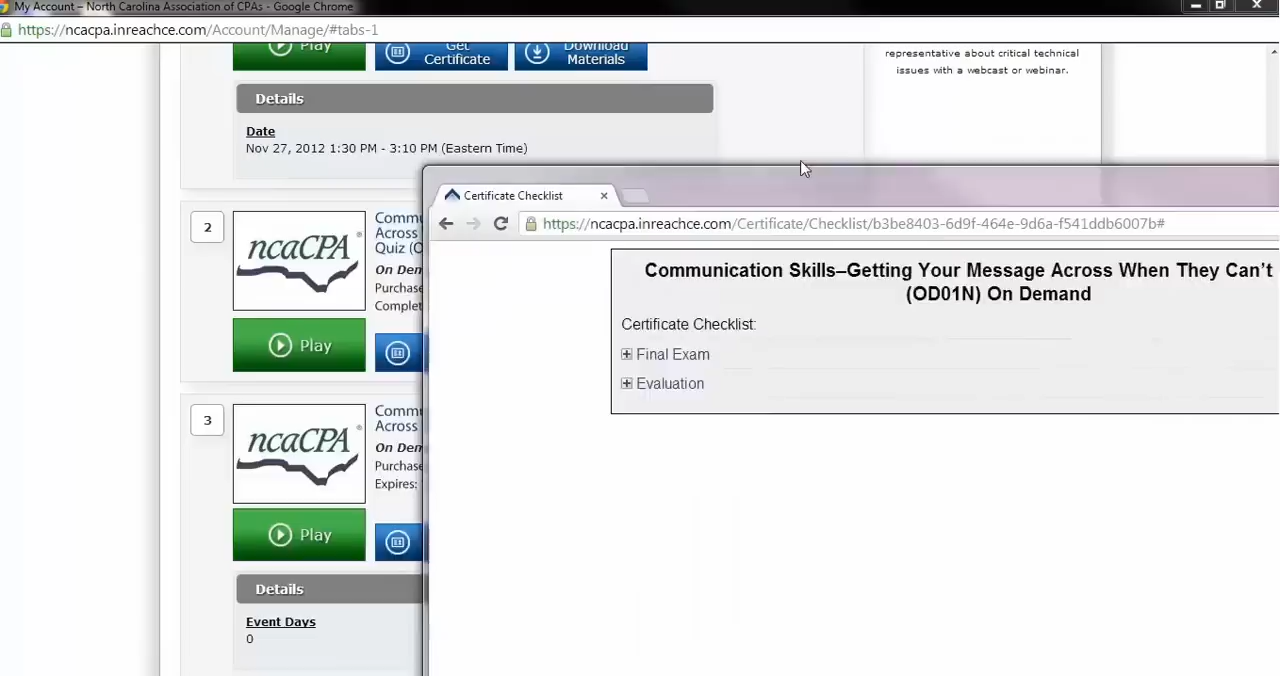 My Account – North Carolina Association of CPAs - Google Chrome
https://ncacpa.inreachce.com/Account/Manage/#tabs-1
Play
Get
Certificate
Download
Materials
representative about critical technical
issues with a webcast or webinar.
Details
Date
Nov 27, 2012 1:30 PM - 3:10 PM (Eastern Time)
2
ncaCPA
Commu
Across
Quiz (O
On Den
Purchase
Complet
Play
3
ncaCPA
Commu
Across
On Den
Purchase
Expires:
Play
Details
Event Days
0
Certificate Checklist
https://ncacpa.inreachce.com/Certificate/Checklist/b3be8403-6d9f-464e-9d6a-f541ddb6007b#
Communication Skills–Getting Your Message Across When They Can't
(OD01N) On Demand
Certificate Checklist:
Final Exam
Evaluation